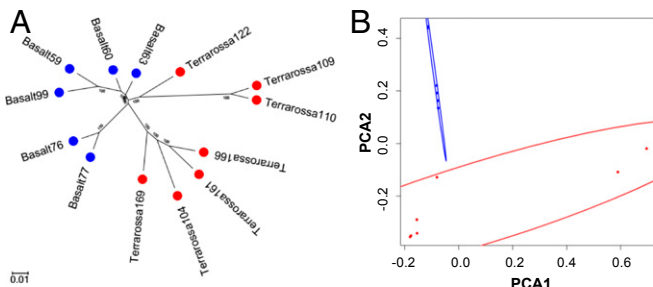 A
Basalt59
Basalt60
Basalt63
Terrarossa122
Terrarossa109
Terrarossa110
Basalt99
Basalt76
Basalt77
Terrarossa166
Terrarossa161
Terrarossa104
Terrarossa169
0.01
B
PCA2
0.4
0.2
0.0
-0.2
-0.2 0.0 0.2 0.4 0.6
PCA1